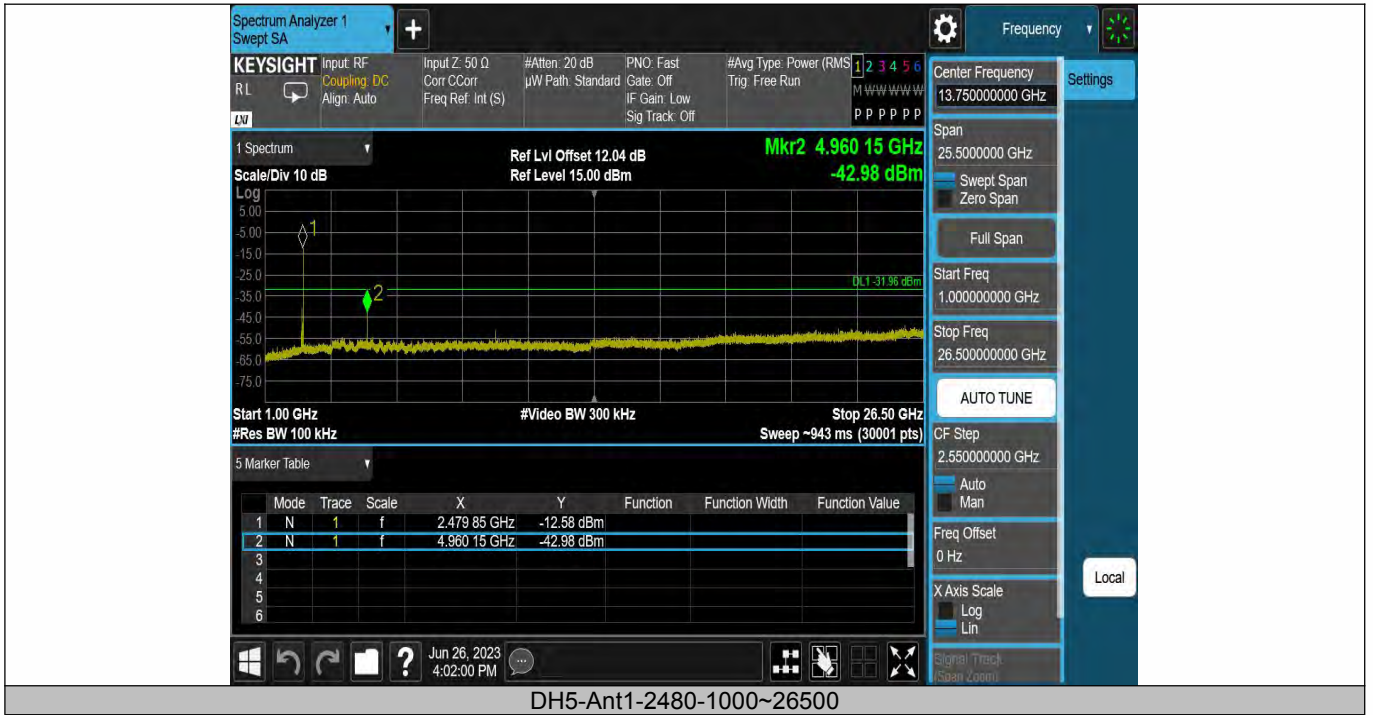 Spectrum Analyzer 1
Swept SA
+
Frequency
KEYSIGHT
RL
LXI
Input: RF
Coupling: DC
Align: Auto
Input Z: 50 Ω
Corr CCorr
Freq Ref: Int (S)
#Atten: 20 dB
µW Path: Standard
PNO: Fast
Gate: Off
IF Gain: Low
Sig Track: Off
#Avg Type: Power (RMS
Trig: Free Run
1 2 3 4 5 6
M W W W W W
P P P P P P
1 Spectrum
Scale/Div 10 dB
Ref Lvl Offset 12.04 dB
Ref Level 15.00 dBm
Mkr2 4.960 15 GHz
-42.98 dBm
Log
5.00
-5.00
-15.0
-25.0
-35.0
-45.0
-55.0
-65.0
-75.0
1
2
DL1 -31.96 dBm
Start 1.00 GHz
#Res BW 100 kHz
#Video BW 300 kHz
Stop 26.50 GHz
Sweep ~943 ms (30001 pts)
5 Marker Table
Mode Trace Scale X Y Function Function Width Function Value
1 N 1 f 2.479 85 GHz -12.58 dBm
2 N 1 f 4.960 15 GHz -42.98 dBm
3
4
5
6
Center Frequency
13.750000000 GHz
Settings
Span
25.5000000 GHz
Swept Span
Zero Span
Full Span
Start Freq
1.000000000 GHz
Stop Freq
26.500000000 GHz
AUTO TUNE
CF Step
2.550000000 GHz
Auto
Man
Freq Offset
0 Hz
X Axis Scale
Log
Lin
Signal Track
(Span Zoom)
Local
?
Jun 26, 2023
4:02:00 PM
DH5-Ant1-2480-1000~26500